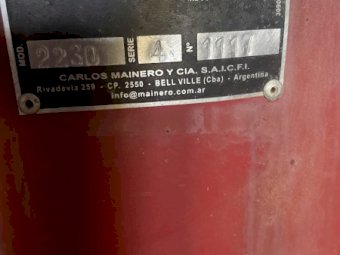 MOD. 2230 SERIE 4 Nº 1117
CARLOS MAINERO Y CIA. S.A.I.C.F.I.
Rivadavia 259 - CP. 2550 - BELL VILLE (Cba) - Argentina
info@mainero.com.ar